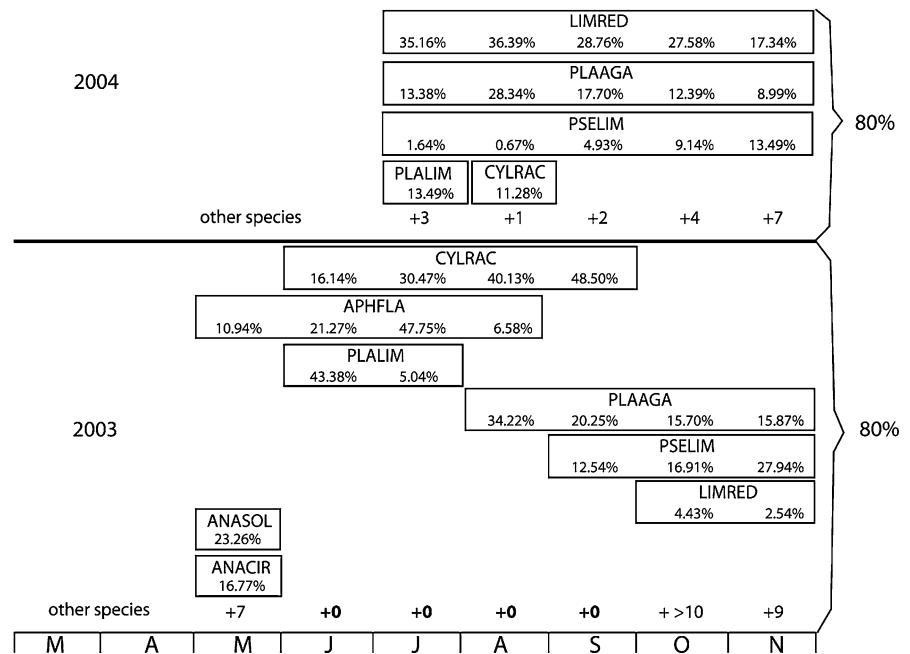 LIMRED
35.16% 36.39% 28.76% 27.58% 17.34%
2004
PLAAGA
13.38% 28.34% 17.70% 12.39% 8.99%
80%
PSELIM
1.64% 0.67% 4.93% 9.14% 13.49%
PLALIM CYLRAC
13.49% 11.28%
other species +3 +1 +2 +4 +7
CYLRAC
16.14% 30.47% 40.13% 48.50%
APHFLA
10.94% 21.27% 47.75% 6.58%
PLALIM
43.38% 5.04%
PLAAGA
34.22% 20.25% 15.70% 15.87%
2003
80%
PSELIM
12.54% 16.91% 27.94%
LIMRED
4.43% 2.54%
ANASOL
23.26%
ANACIR
16.77%
other species +7 +0 +0 +0 +0 + >10 +9
M A M J J A S O N